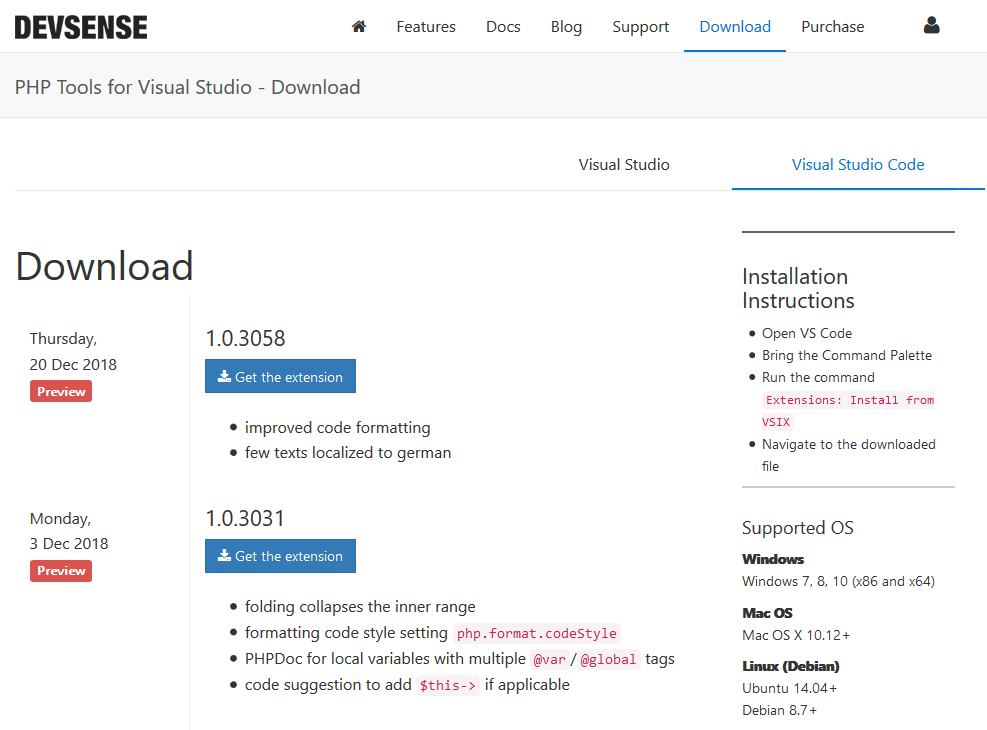 DEVSENSE
Features
Docs
Blog
Support
Download
Purchase
PHP Tools for Visual Studio - Download
Visual Studio
Visual Studio Code
Download
Thursday,
20 Dec 2018
Preview
1.0.3058
Get the extension
improved code formatting
few texts localized to german
Monday,
3 Dec 2018
Preview
1.0.3031
Get the extension
folding collapses the inner range
formatting code style setting php.format.codeStyle
PHPDoc for local variables with multiple @var / @global tags
code suggestion to add $this-> if applicable
Installation
Instructions
Open VS Code
Bring the Command Palette
Run the command
Extensions: Install from
VSIX
Navigate to the downloaded
file
Supported OS
Windows
Windows 7, 8, 10 (x86 and x64)
Mac OS
Mac OS X 10.12+
Linux (Debian)
Ubuntu 14.04+
Debian 8.7+